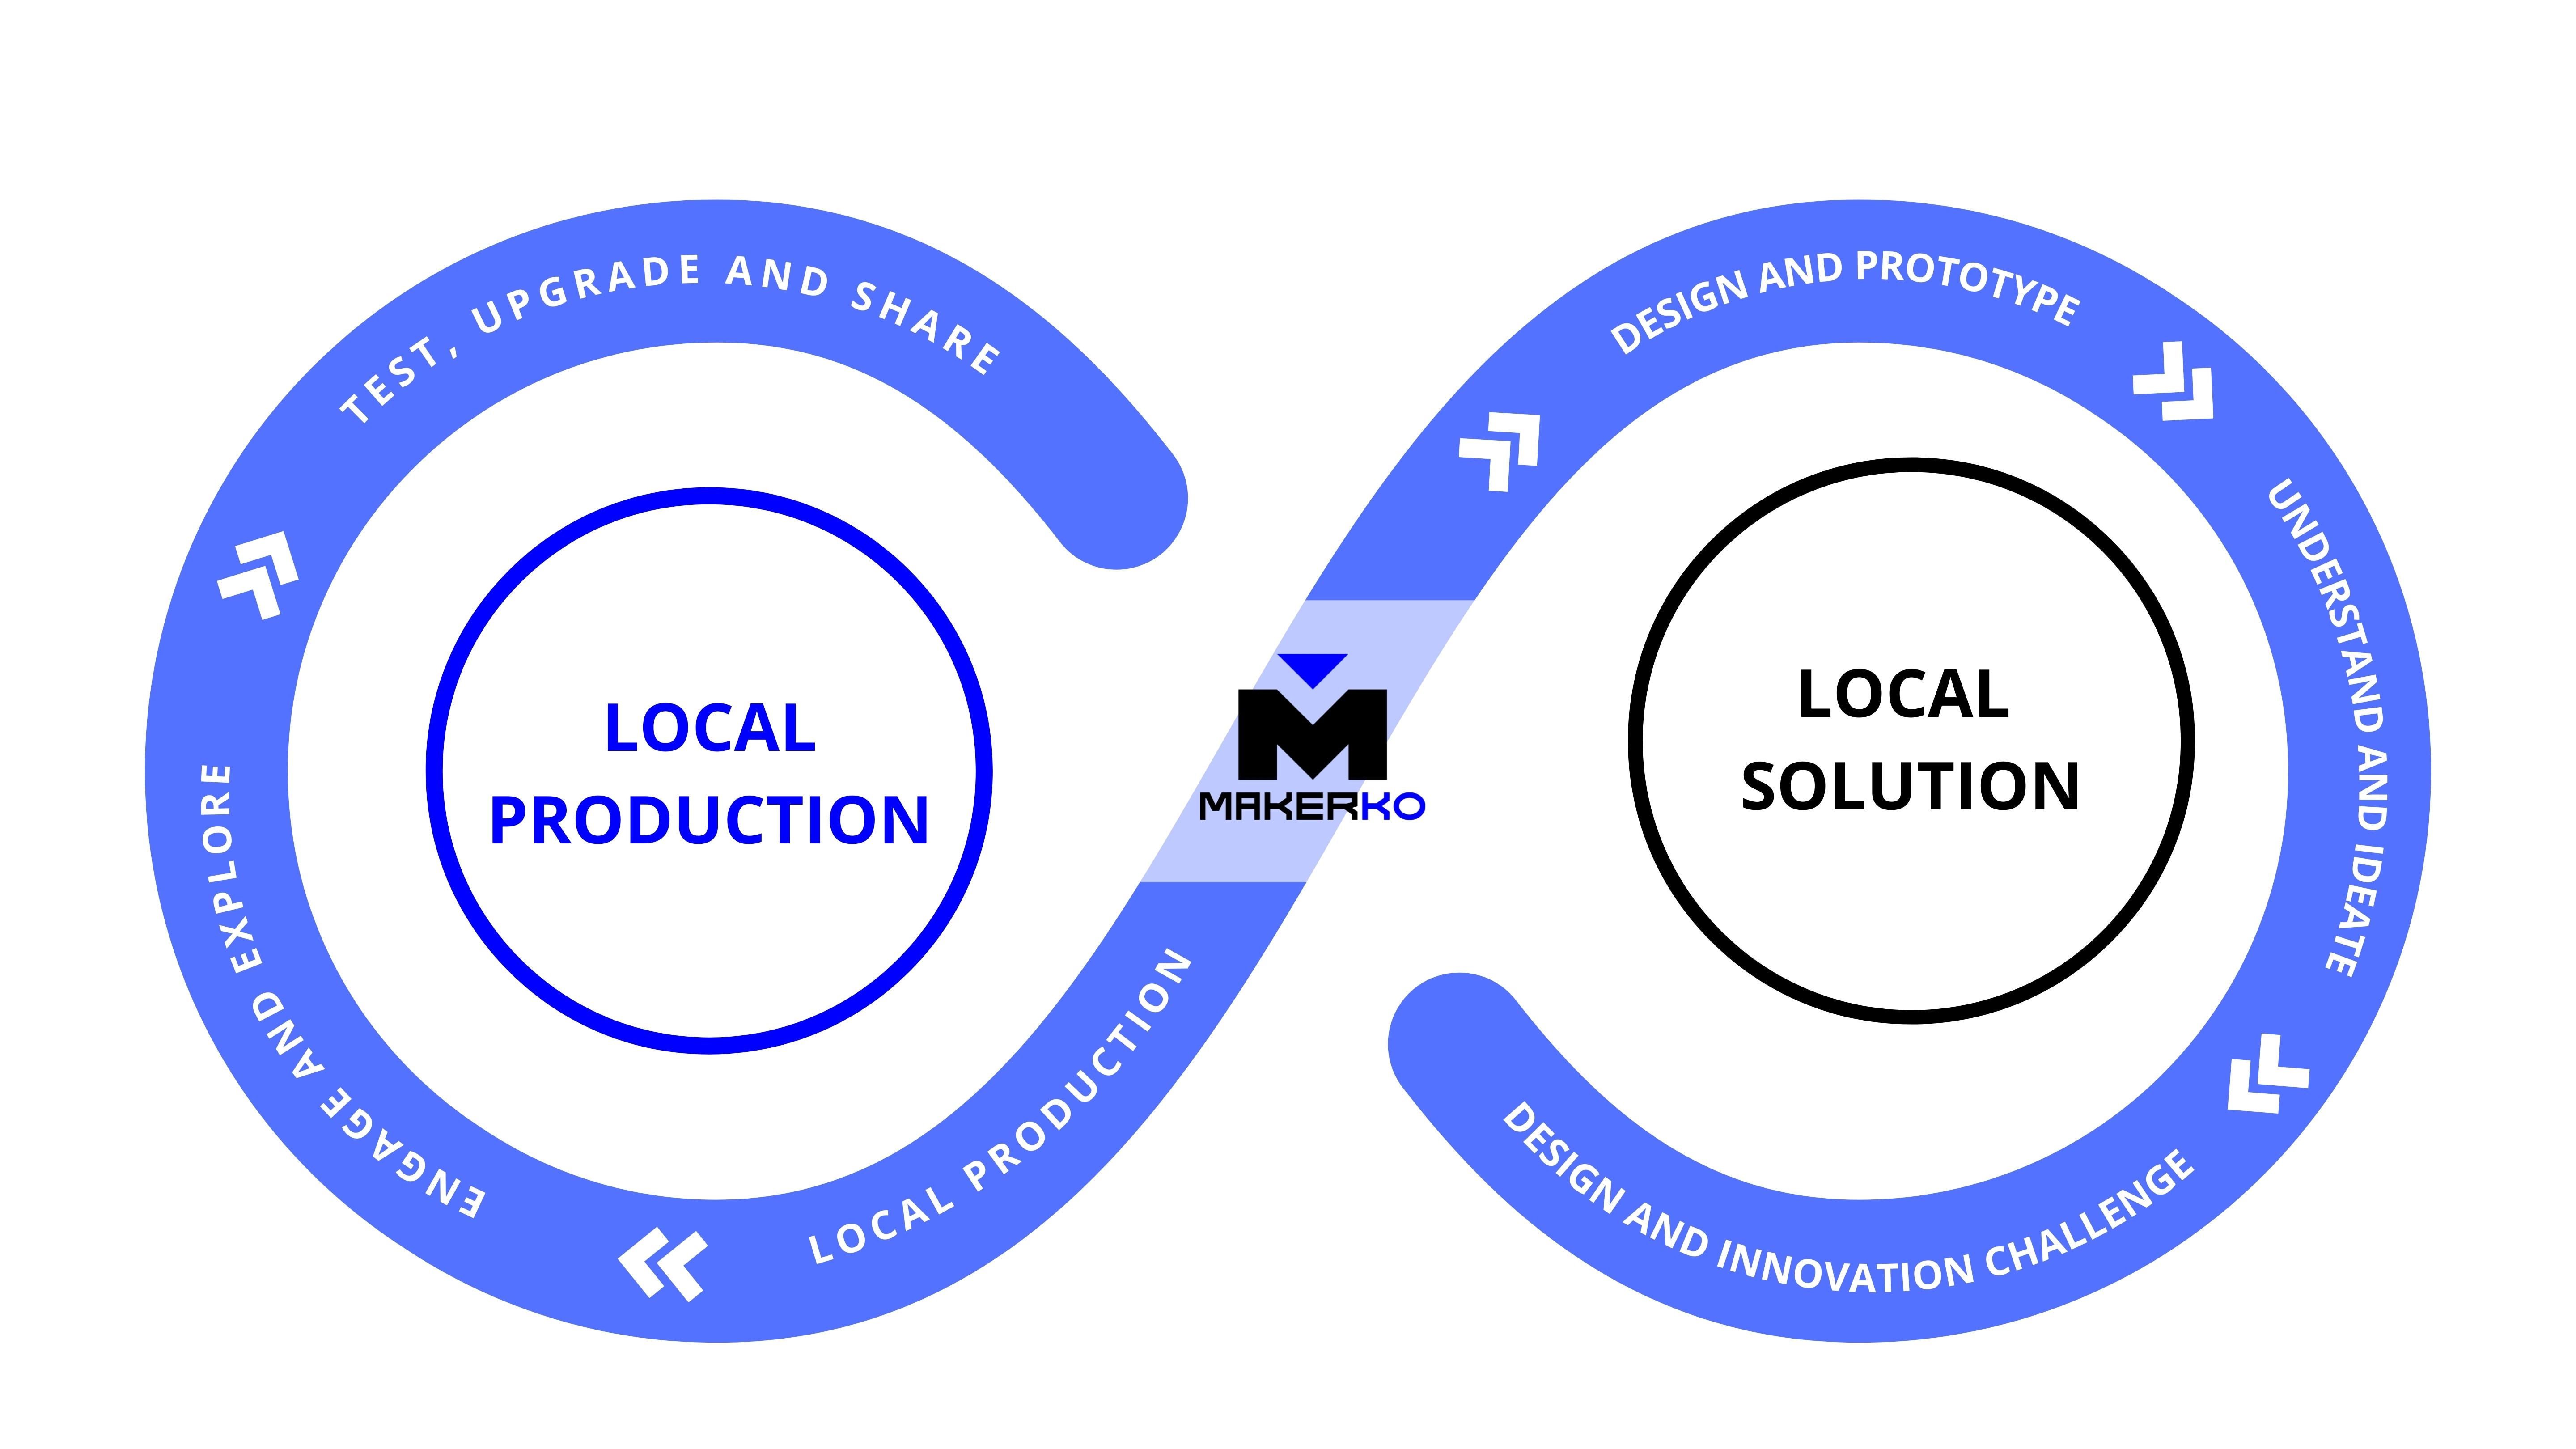 TEST, UPGRADE AND SHARE
ENGAGE AND EXPLORE
LOCAL PRODUCTION
LOCAL
PRODUCTION
MAKERKO
DESIGN AND PROTOTYPE
UNDERSTAND AND IDEATE
DESIGN AND INNOVATION CHALLENGE
LOCAL
SOLUTION